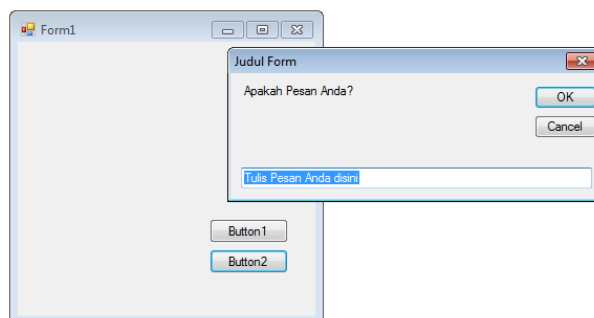 Form1
Judul Form
Apakah Pesan Anda?
OK
Cancel
Tulis Pesan Anda disini
Button1
Button2